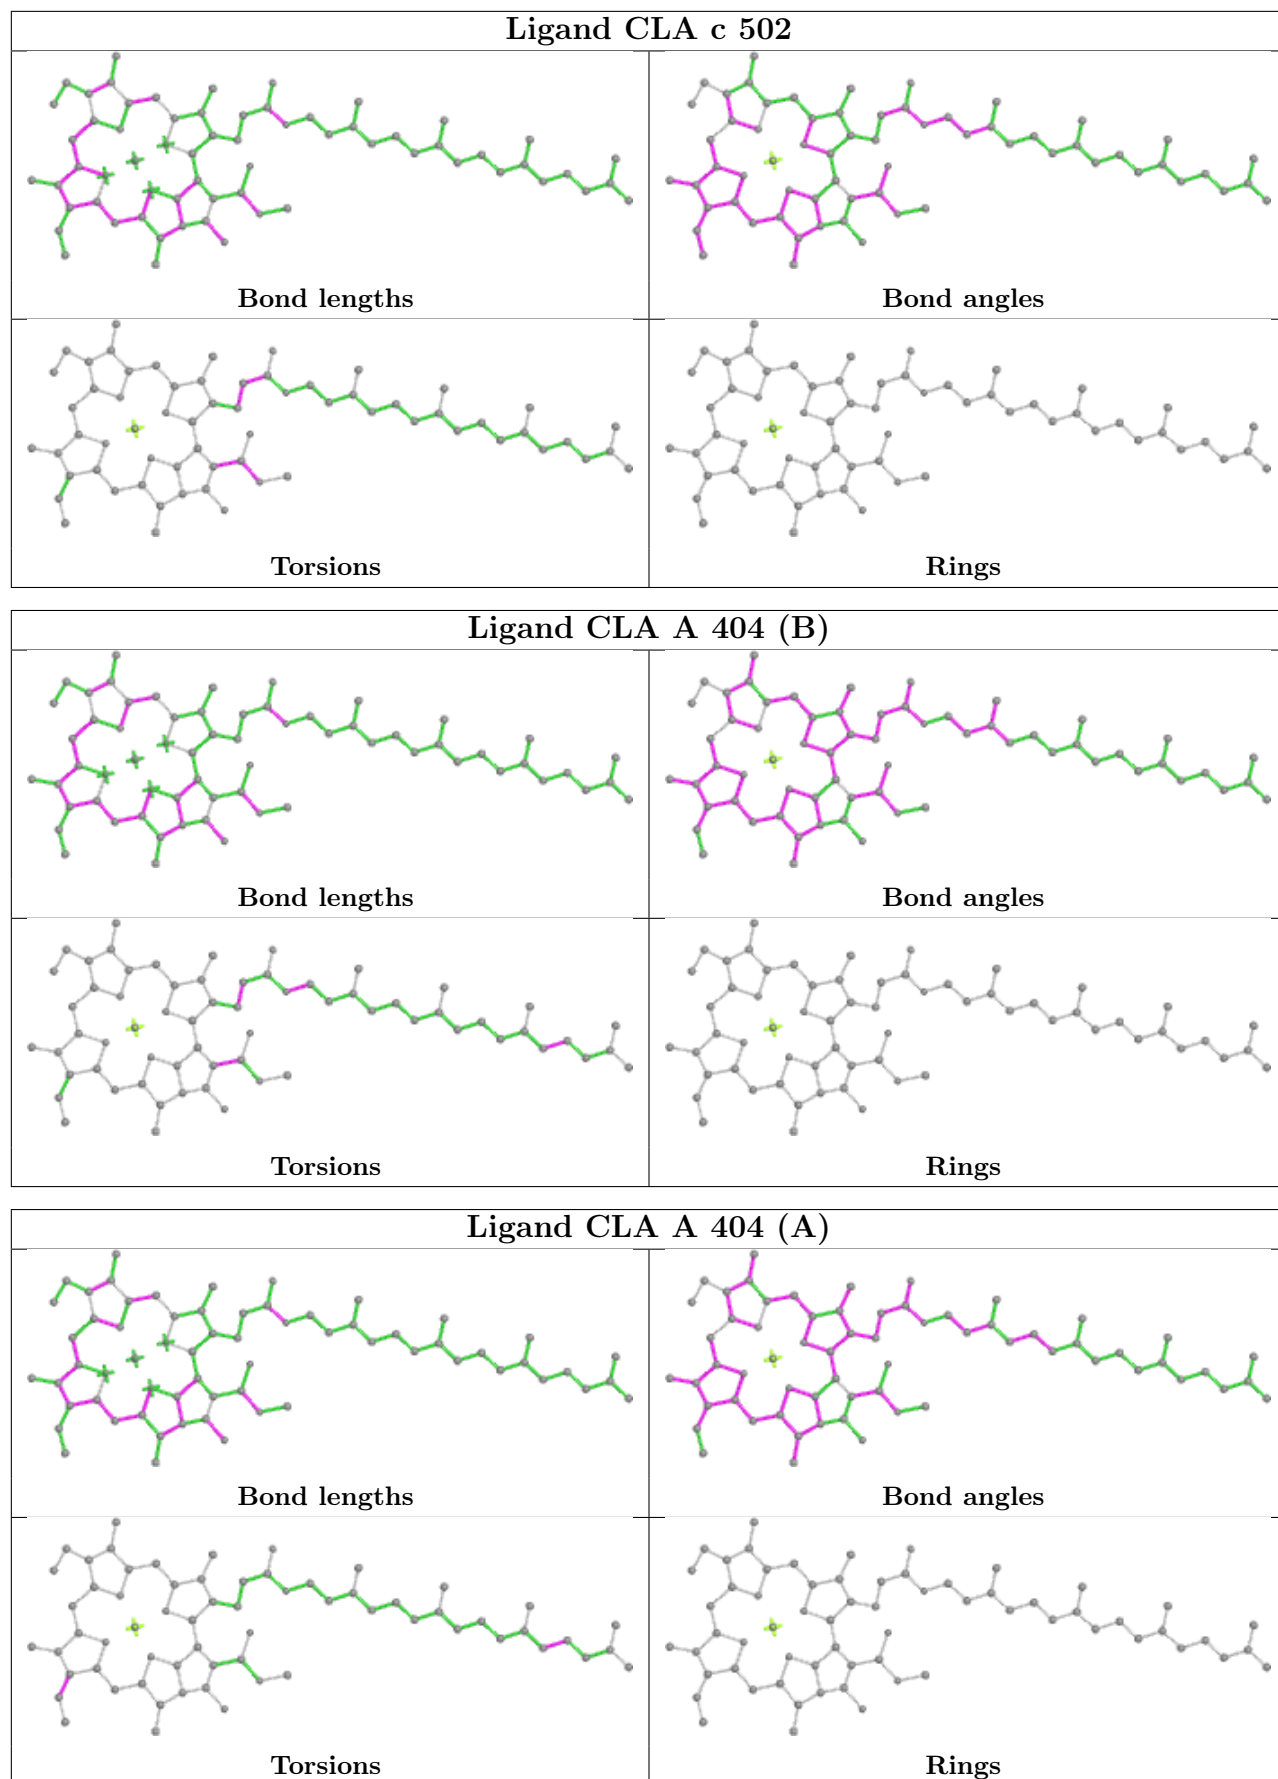 Ligand CLA c 502
Bond lengths
Bond angles
Torsions
Rings
Ligand CLA A 404 (B)
Bond lengths
Bond angles
Torsions
Rings
Ligand CLA A 404 (A)
Bond lengths
Bond angles
Torsions
Rings